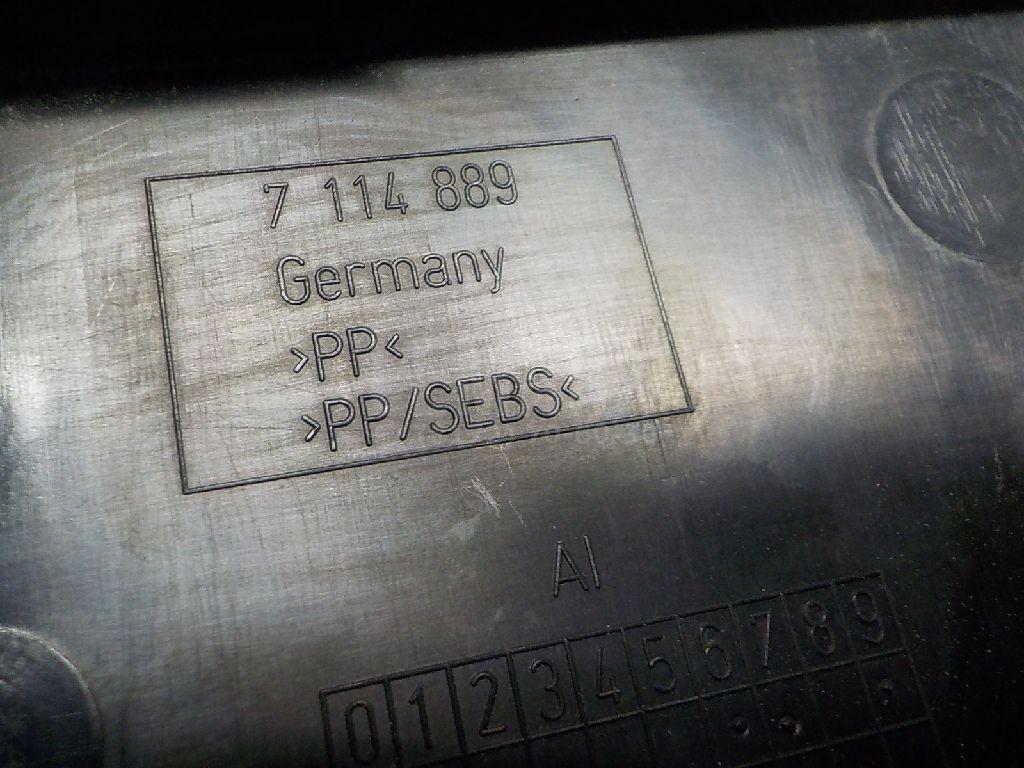 7 114 889
Germany
>PP<
>PP/SEBS<
AI
0 1 2 3 4 5 6 7 8 9